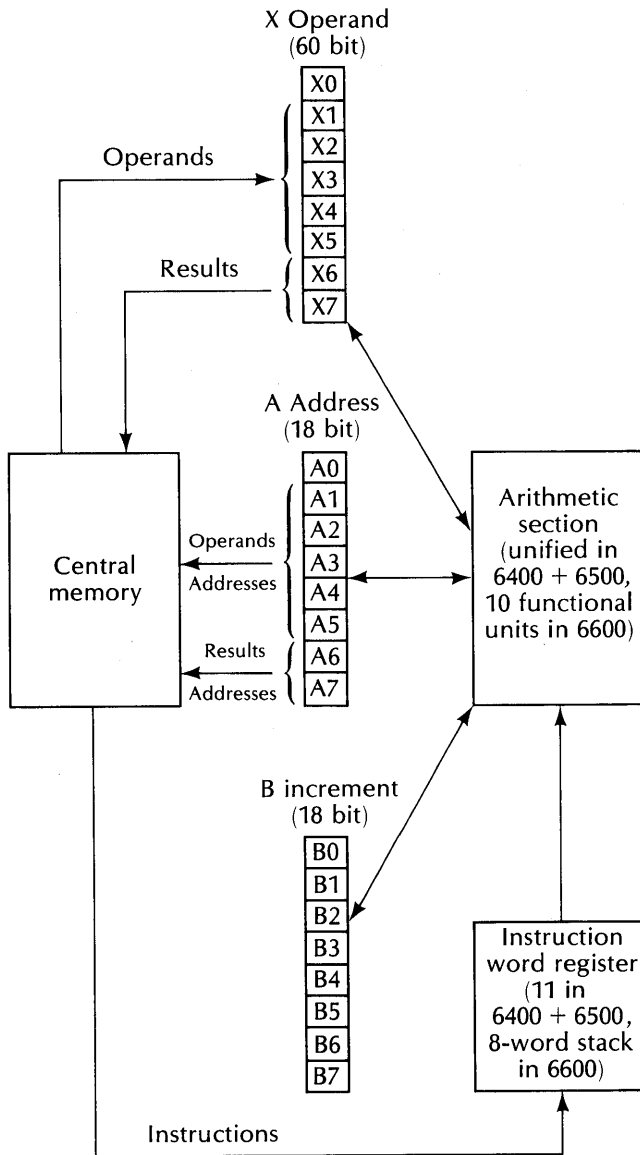 X Operand
(60 bit)
X0
X1
X2
X3
X4
X5
X6
X7
Operands
Results
A Address
(18 bit)
A0
A1
A2
A3
A4
A5
A6
A7
Operands
Addresses
Results
Addresses
Central
memory
Arithmetic
section
(unified in
6400 + 6500,
10 functional
units in 6600)
B increment
(18 bit)
B0
B1
B2
B3
B4
B5
B6
B7
Instruction
word register
(11 in
6400 + 6500,
8-word stack
in 6600)
Instructions